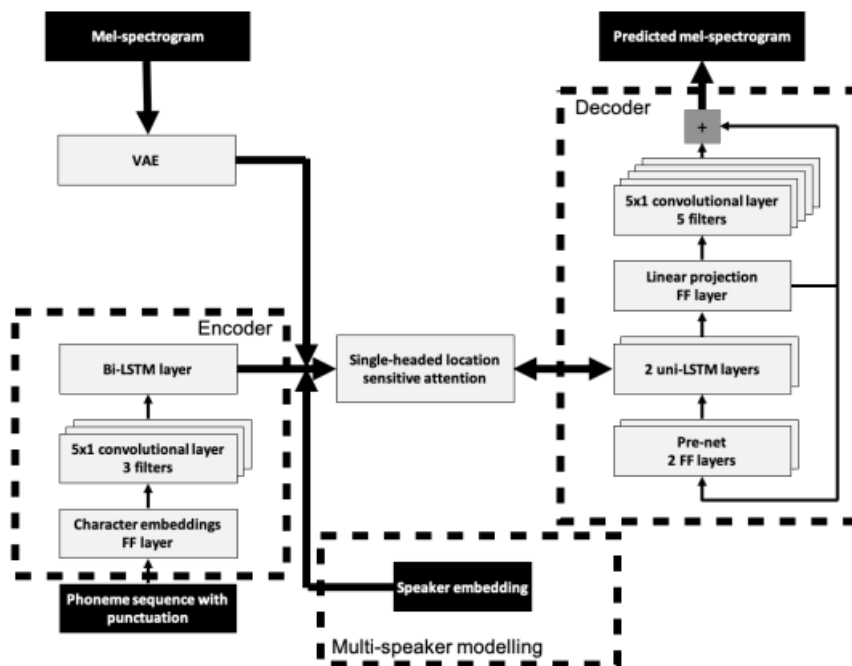 Mel-spectrogram
Predicted mel-spectrogram
VAE
Encoder
Bi-LSTM layer
5x1 convolutional layer
3 filters
Character embeddings
FF layer
Phoneme sequence with
punctuation
Single-headed location
sensitive attention
Speaker embedding
Multi-speaker modelling
Decoder
+
5x1 convolutional layer
5 filters
Linear projection
FF layer
2 uni-LSTM layers
Pre-net
2 FF layers